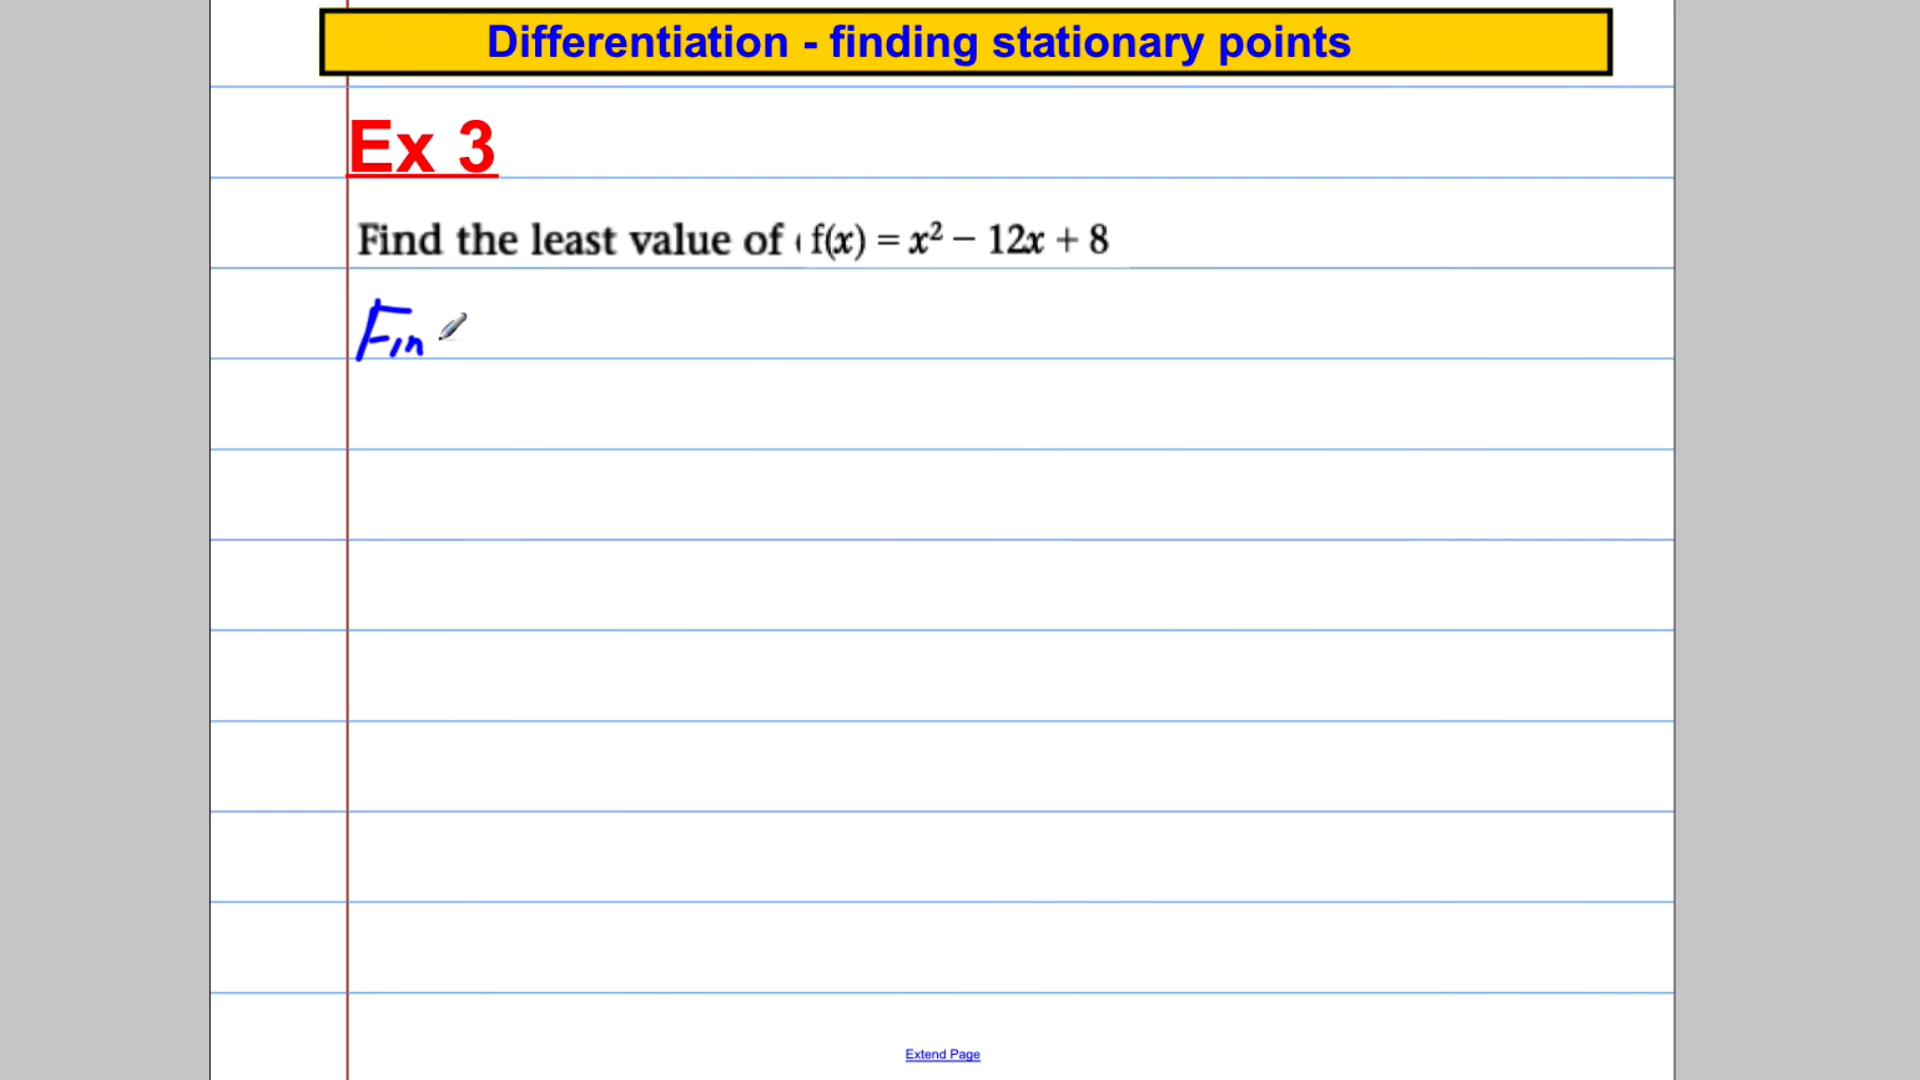 Differentiation - finding stationary points
Ex 3
Find the least value of f(x) = x² − 12x + 8
Fin
Extend Page